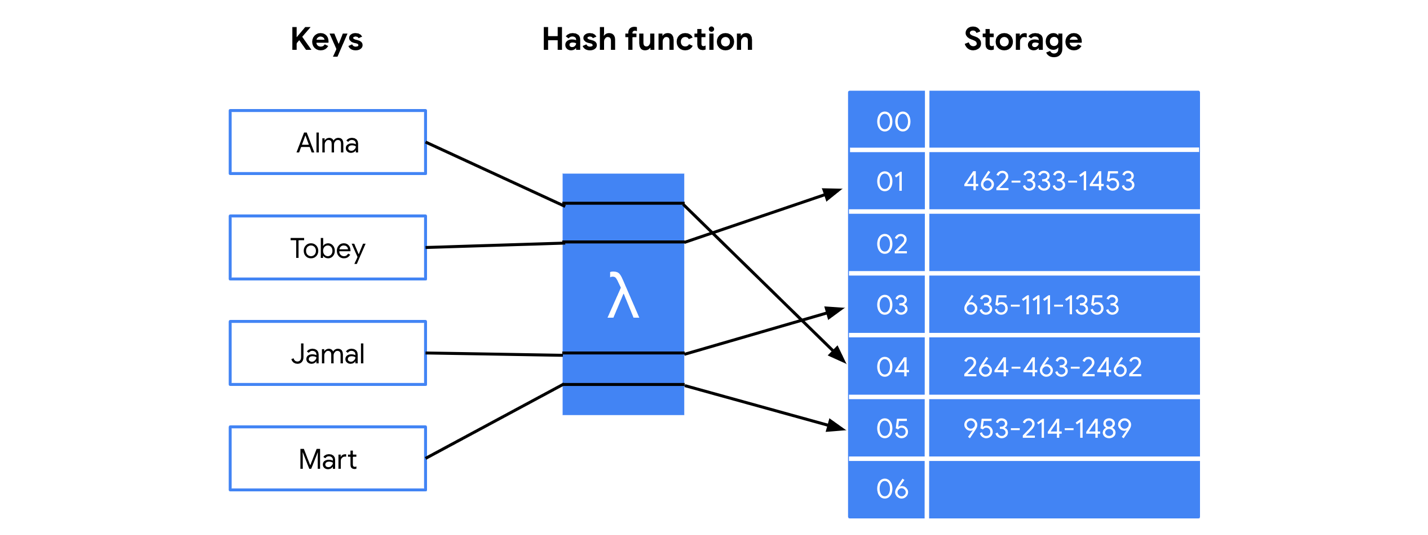 Keys
Hash function
Storage
Alma
Tobey
Jamal
Mart
λ
00
01 462-333-1453
02
03 635-111-1353
04 264-463-2462
05 953-214-1489
06